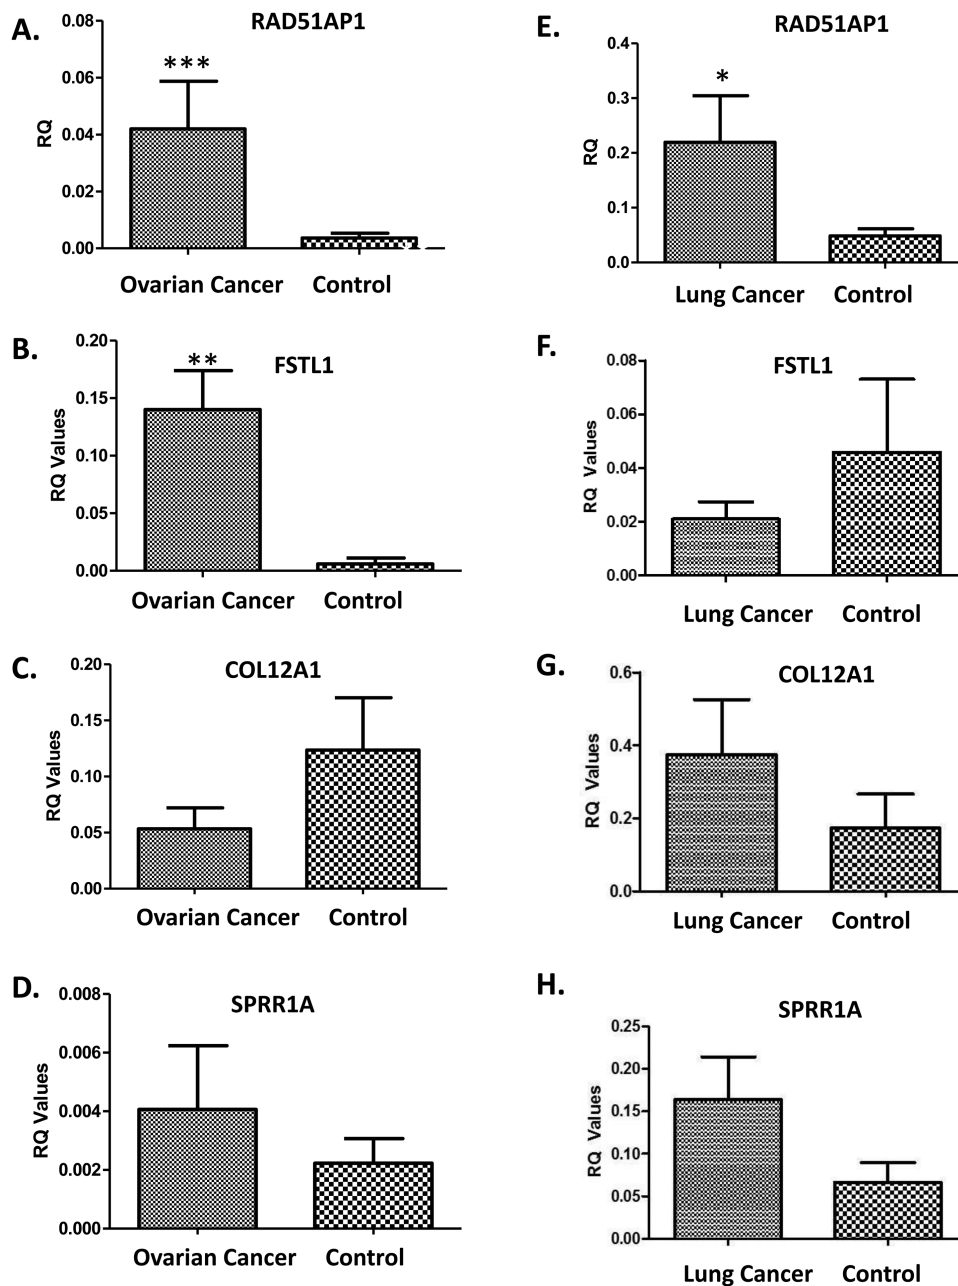 A.
RAD51AP1
0.08
0.06
0.04
0.02
0.00
RQ
***
Ovarian Cancer Control
E.
RAD51AP1
0.4
0.3
0.2
0.1
0.0
RQ
*
Lung Cancer Control
B.
FSTL1
0.20
0.15
0.10
0.05
0.00
RQ Values
**
Ovarian Cancer Control
F.
FSTL1
0.08
0.06
0.04
0.02
0.00
RQ Values
Lung Cancer Control
C.
COL12A1
0.20
0.15
0.10
0.05
0.00
RQ Values
Ovarian Cancer Control
G.
COL12A1
0.6
0.4
0.2
0.0
RQ Values
Lung Cancer Control
D.
SPRR1A
0.008
0.006
0.004
0.002
0.000
RQ Values
Ovarian Cancer Control
H.
SPRR1A
0.25
0.20
0.15
0.10
0.05
0.00
RQ Values
Lung Cancer Control